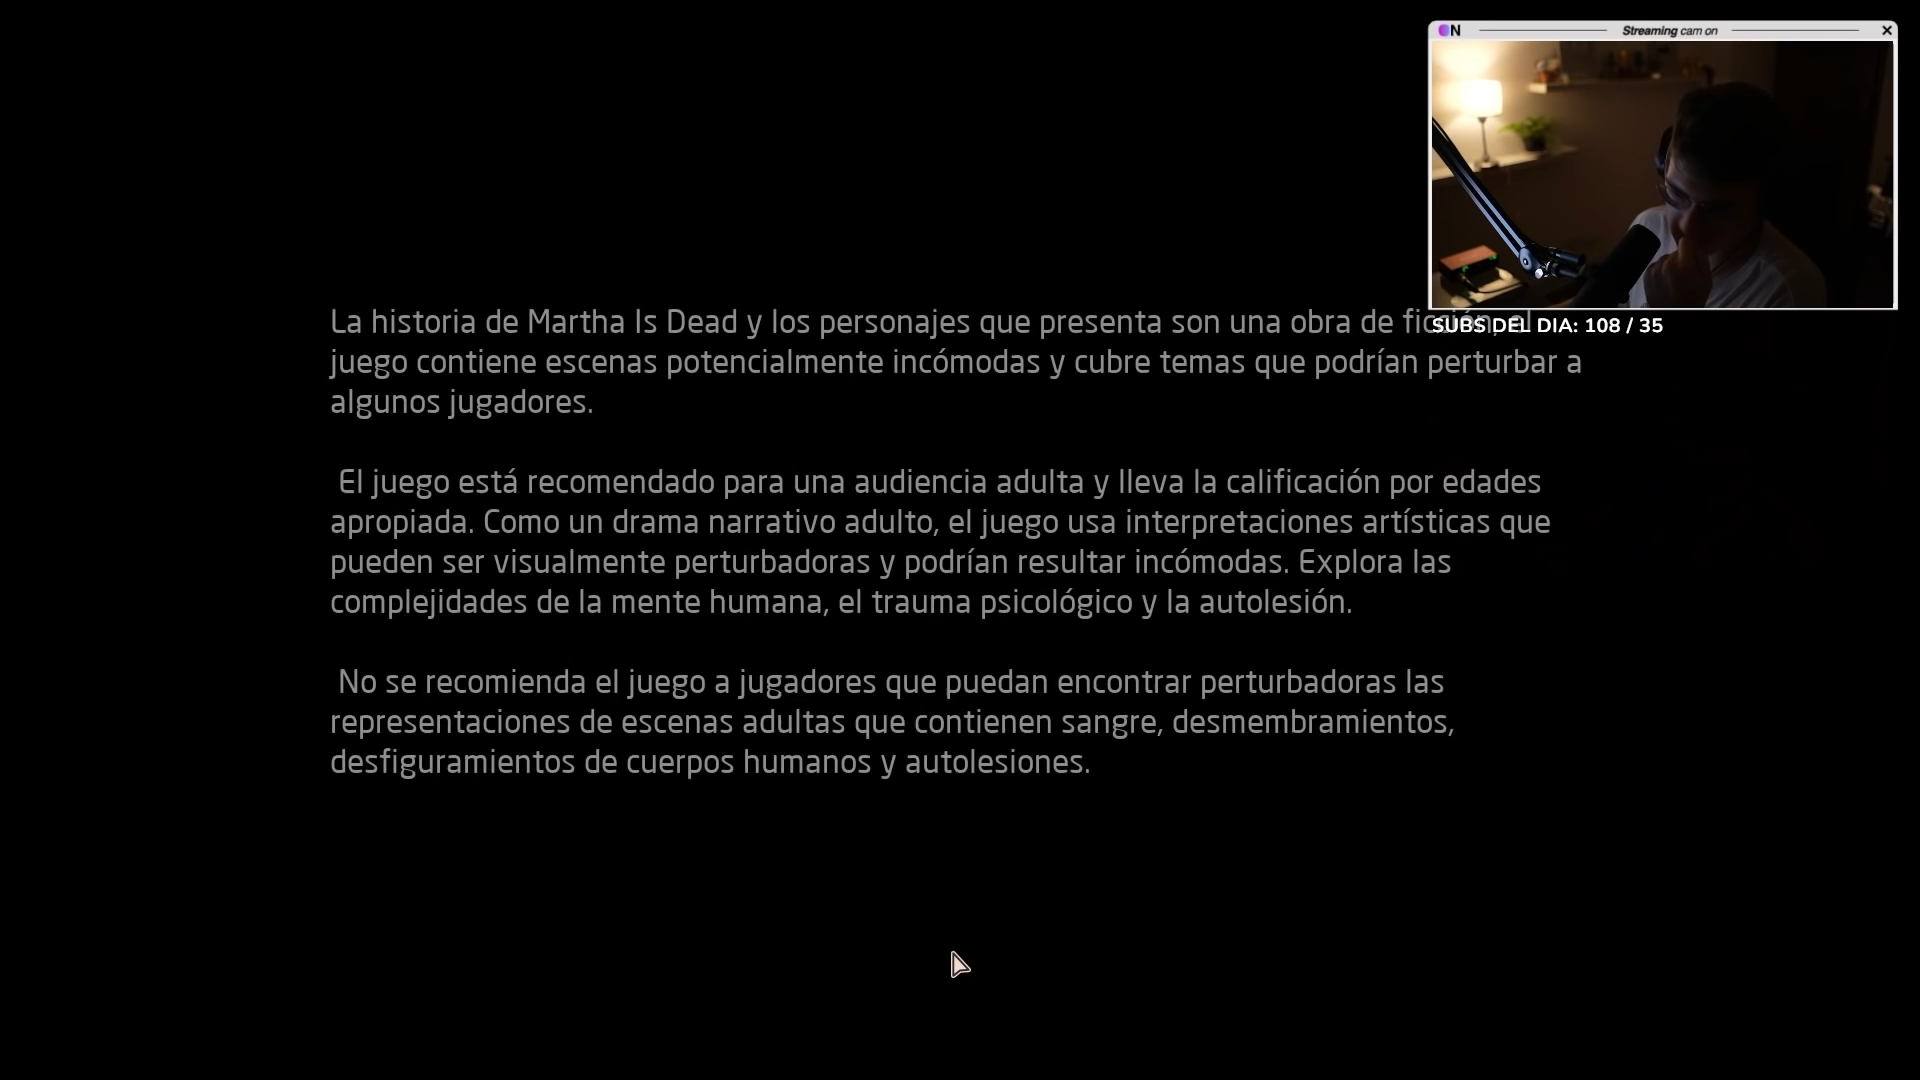 ON Streaming cam on
La historia de Martha Is Dead y los personajes que presenta son una obra de ficción, el
SUBS DEL DIA: 108 / 35
juego contiene escenas potencialmente incómodas y cubre temas que podrían perturbar a
algunos jugadores.
El juego está recomendado para una audiencia adulta y lleva la calificación por edades
apropiada. Como un drama narrativo adulto, el juego usa interpretaciones artísticas que
pueden ser visualmente perturbadoras y podrían resultar incómodas. Explora las
complejidades de la mente humana, el trauma psicológico y la autolesión.
No se recomienda el juego a jugadores que puedan encontrar perturbadoras las
representaciones de escenas adultas que contienen sangre, desmembramientos,
desfiguramientos de cuerpos humanos y autolesiones.